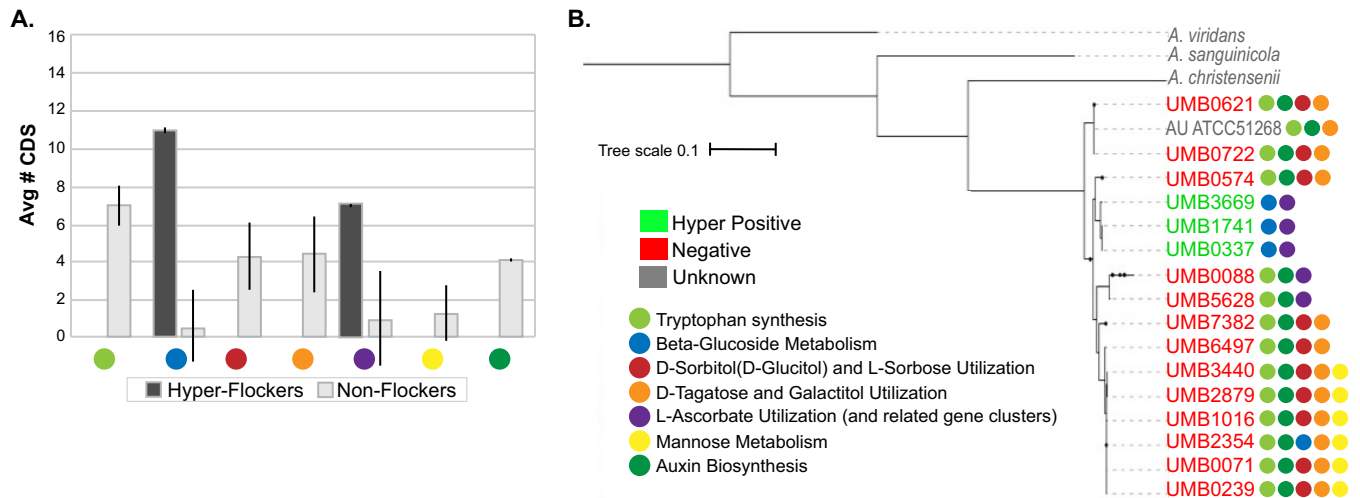 A.
16
14
12
10
8
6
4
2
0
Avg # CDS
Hyper-Flockers
Non-Flockers
B.
Tree scale 0.1
Hyper Positive
Negative
Unknown
Tryptophan synthesis
Beta-Glucoside Metabolism
D-Sorbitol(D-Glucitol) and L-Sorbose Utilization
D-Tagatose and Galactitol Utilization
L-Ascorbate Utilization (and related gene clusters)
Mannose Metabolism
Auxin Biosynthesis
A. viridans
A. sanguinicola
A. christensenii
UMB0621
AU ATCC51268
UMB0722
UMB0574
UMB3669
UMB1741
UMB0337
UMB0088
UMB5628
UMB7382
UMB6497
UMB3440
UMB2879
UMB1016
UMB2354
UMB0071
UMB0239